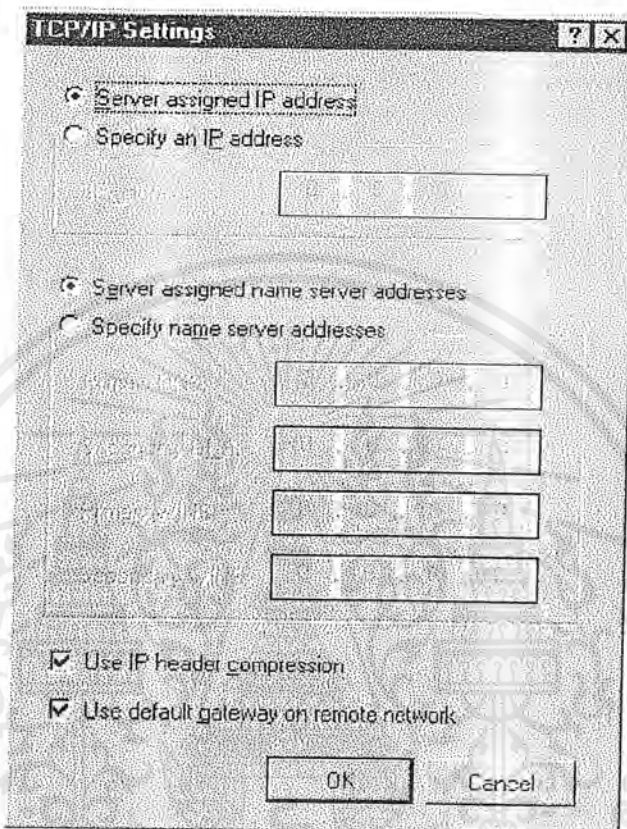 TCP/IP Settings
Server assigned IP address
Specify an IP address
Server assigned name server addresses
Specify name server addresses
Use IP header compression
Use default gateway on remote network
OK
Cancel